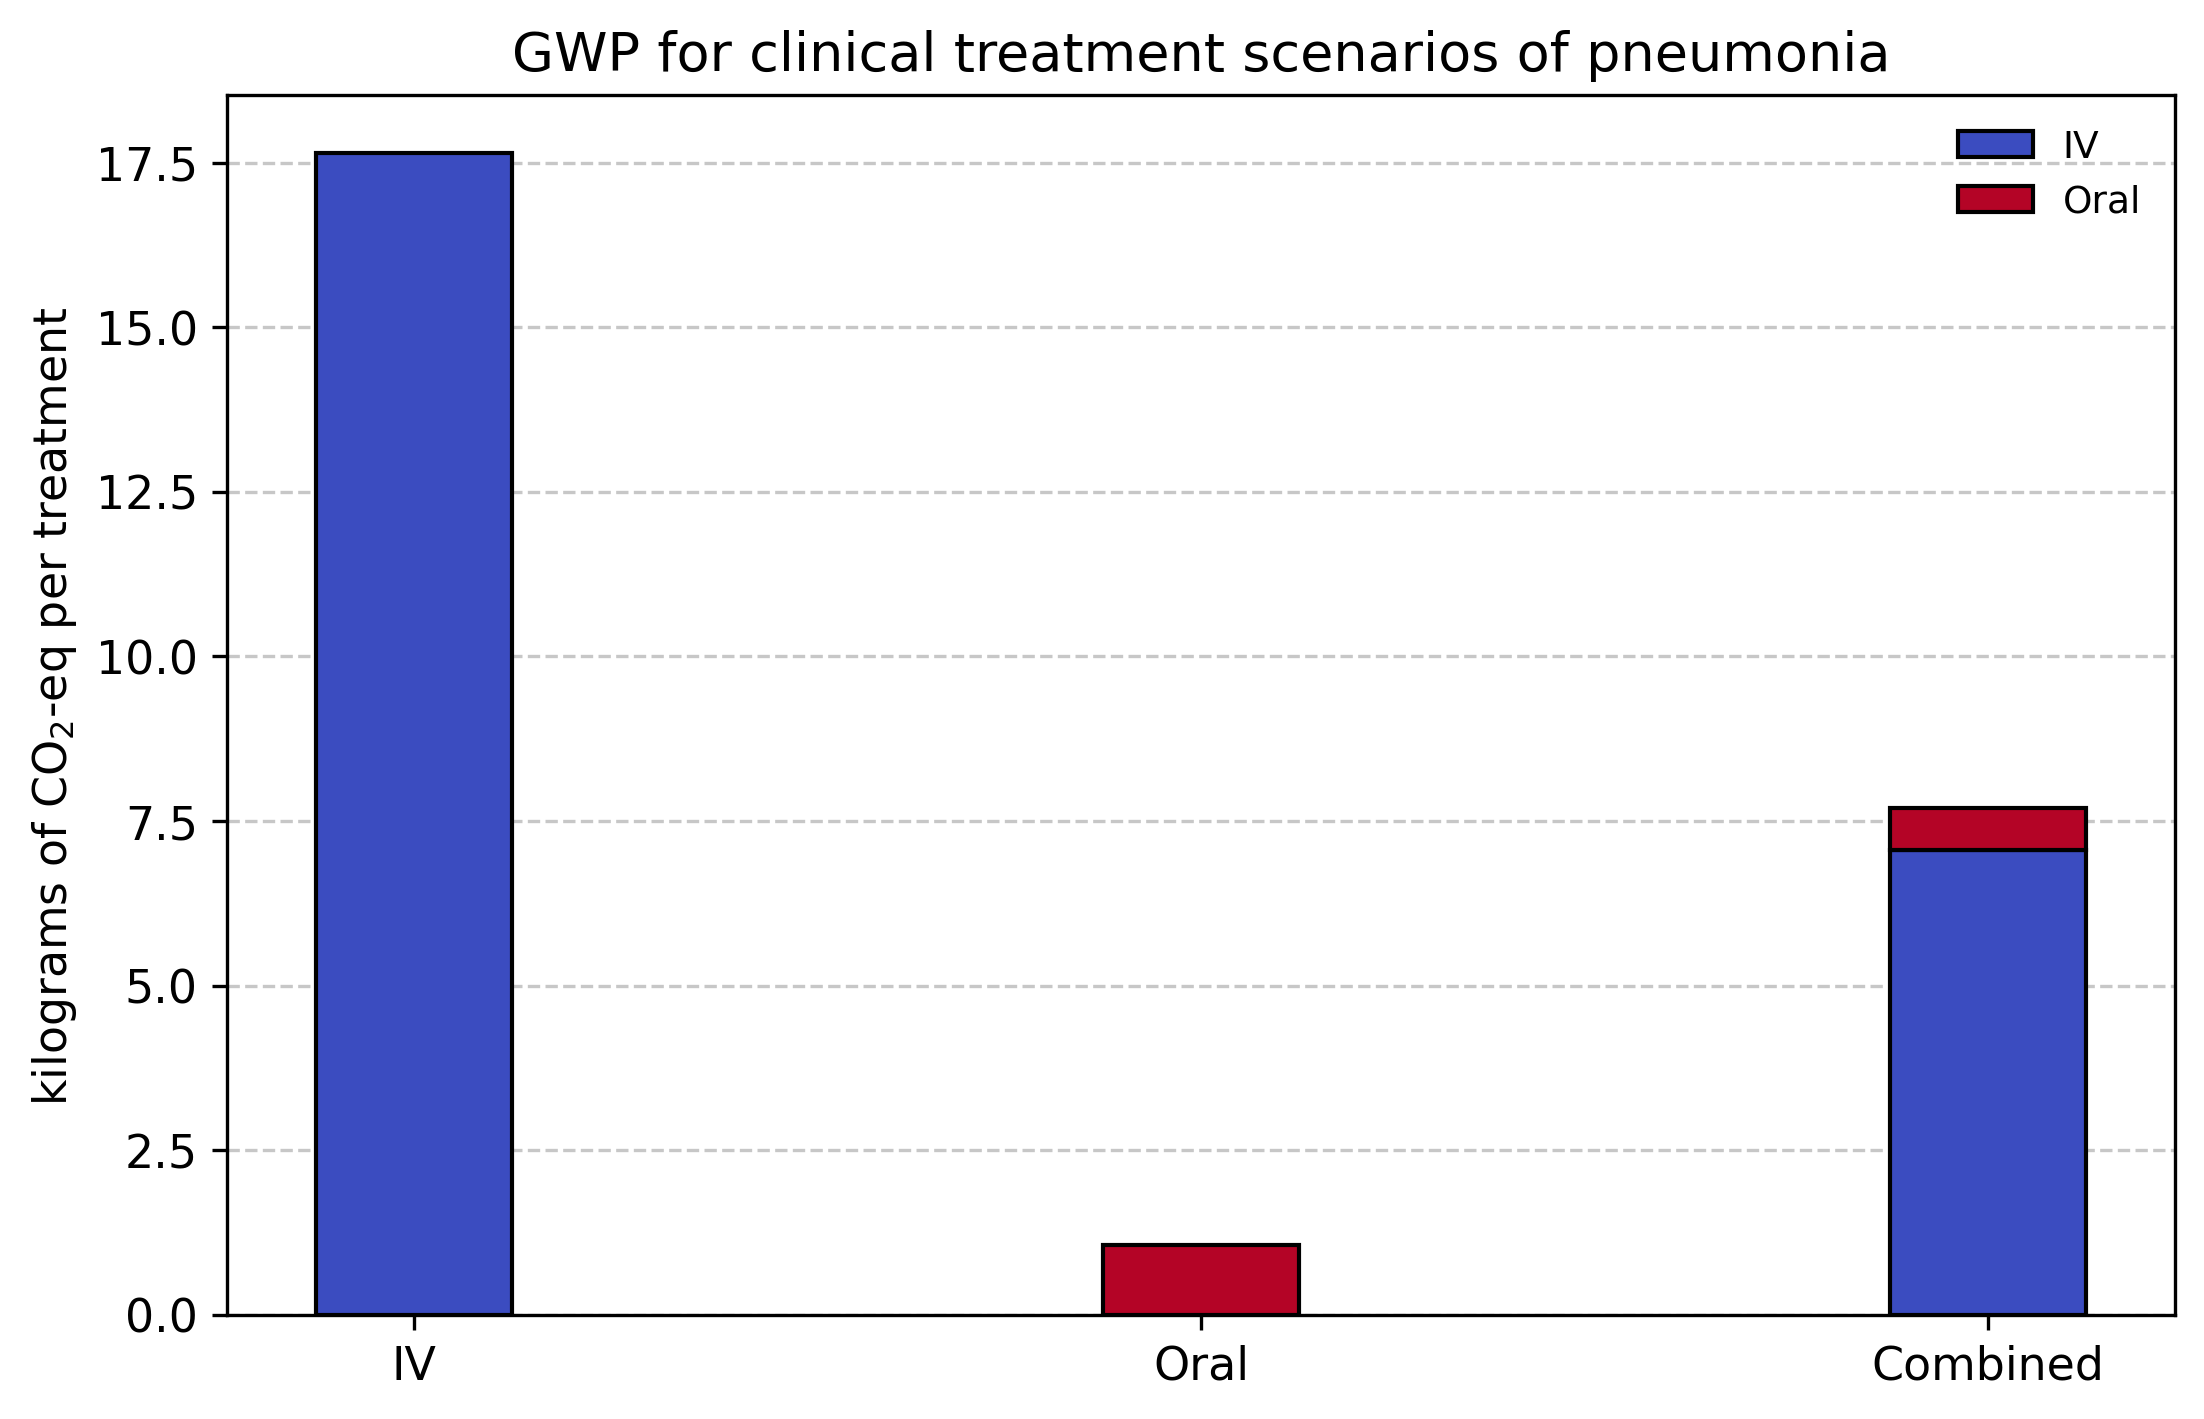 GWP for clinical treatment scenarios of pneumonia
kilograms of CO₂-eq per treatment
17.5
15.0
12.5
10.0
7.5
5.0
2.5
0.0
IV
Oral
IV
Oral
Combined